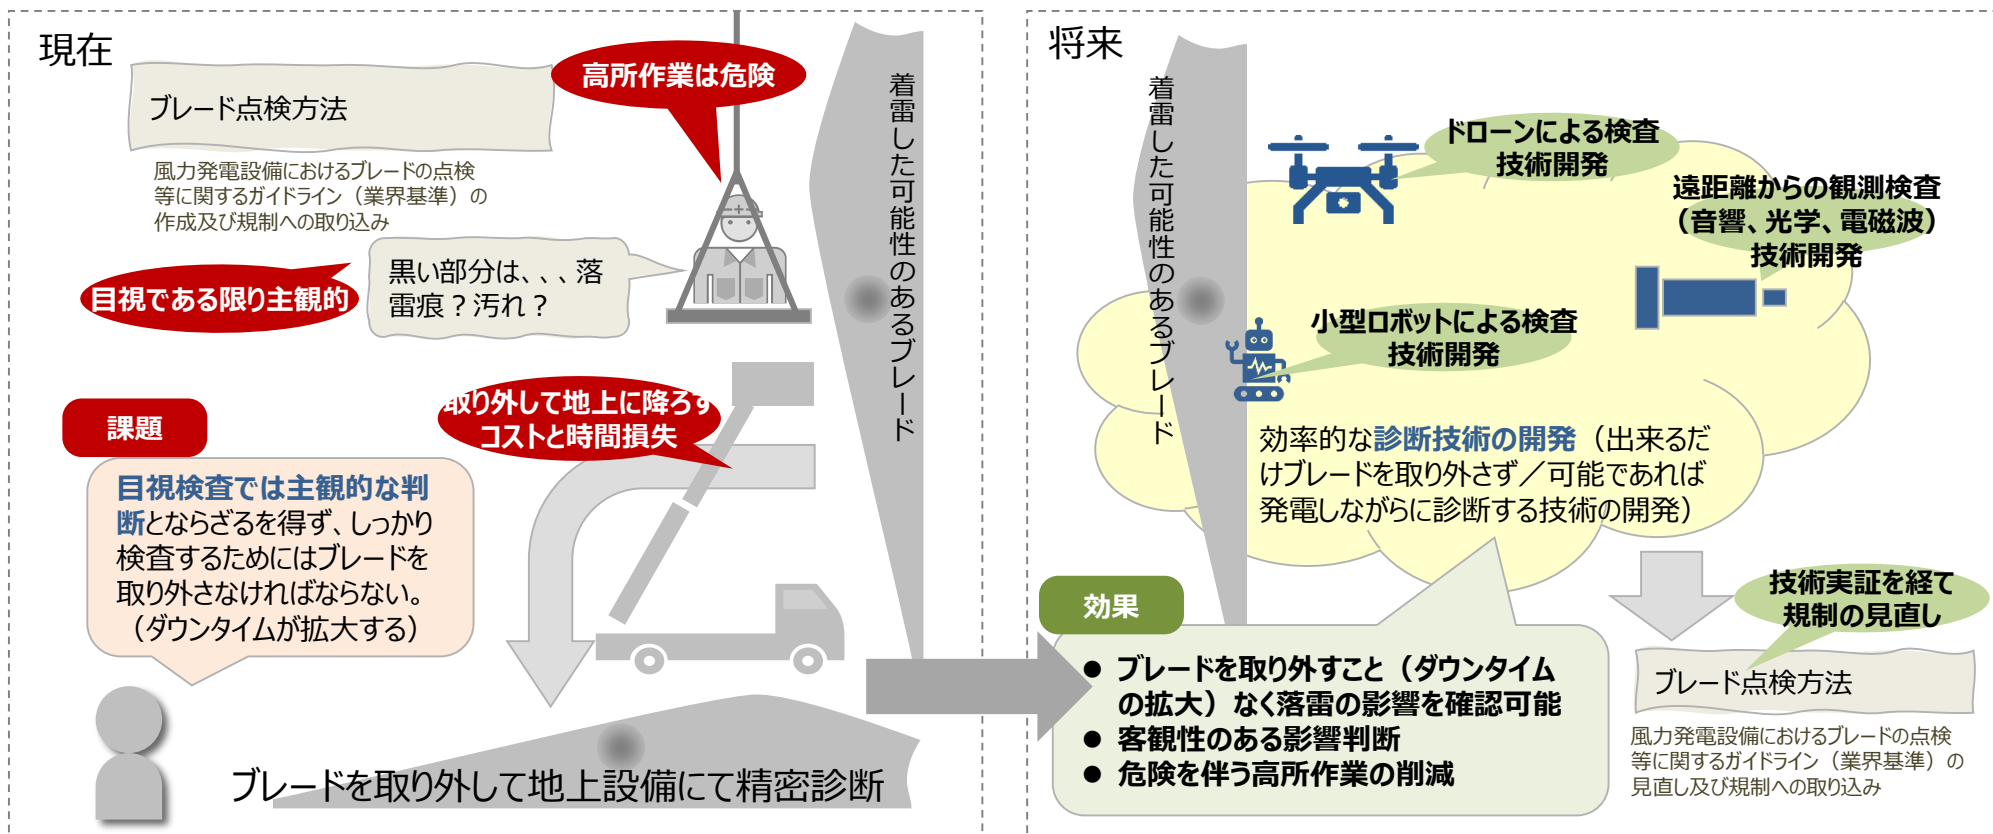 現在
ブレード点検方法
風力発電設備におけるブレードの点検
等に関するガイドライン（業界基準）の
作成及び規制への取り込み
高所作業は危険
目視である限り主観的
黒い部分は、、、落
雷痕？汚れ？
着雷した可能性のあるブレード
取り外して地上に降ろす
コストと時間損失
課題
目視検査では主観的な判
断とならざるを得ず、しっかり
検査するためにはブレードを
取り外さなければならない。
（ダウンタイムが拡大する）
ブレードを取り外して地上設備にて精密診断
将来
着雷した可能性のあるブレード
ドローンによる検査
技術開発
遠距離からの観測検査
（音響、光学、電磁波）
技術開発
小型ロボットによる検査
技術開発
効率的な診断技術の開発（出来るだ
けブレードを取り外さず／可能であれば
発電しながらに診断する技術の開発）
効果
● ブレードを取り外すこと（ダウンタイム
の拡大）なく落雷の影響を確認可能
● 客観性のある影響判断
● 危険を伴う高所作業の削減
技術実証を経て
規制の見直し
ブレード点検方法
風力発電設備におけるブレードの点検
等に関するガイドライン（業界基準）の
見直し及び規制への取り込み